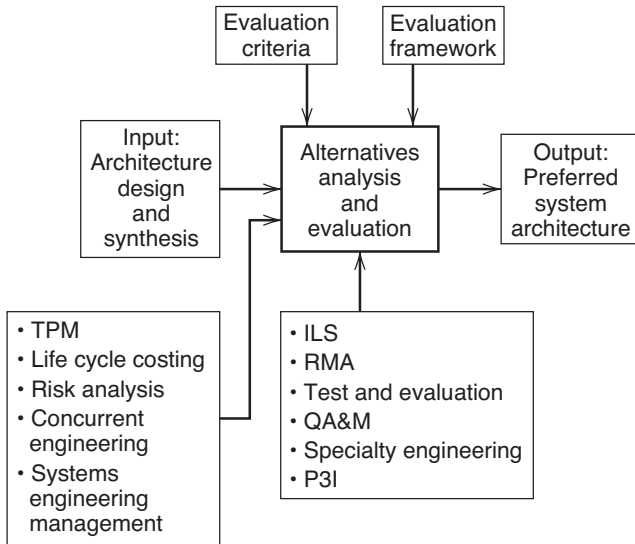 Evaluation
criteria
Evaluation
framework
Input:
Architecture
design
and
synthesis
Alternatives
analysis
and
evaluation
Output:
Preferred
system
architecture
• TPM
• Life cycle costing
• Risk analysis
• Concurrent
engineering
• Systems
engineering
management
• ILS
• RMA
• Test and evaluation
• QA&M
• Specialty engineering
• P3I